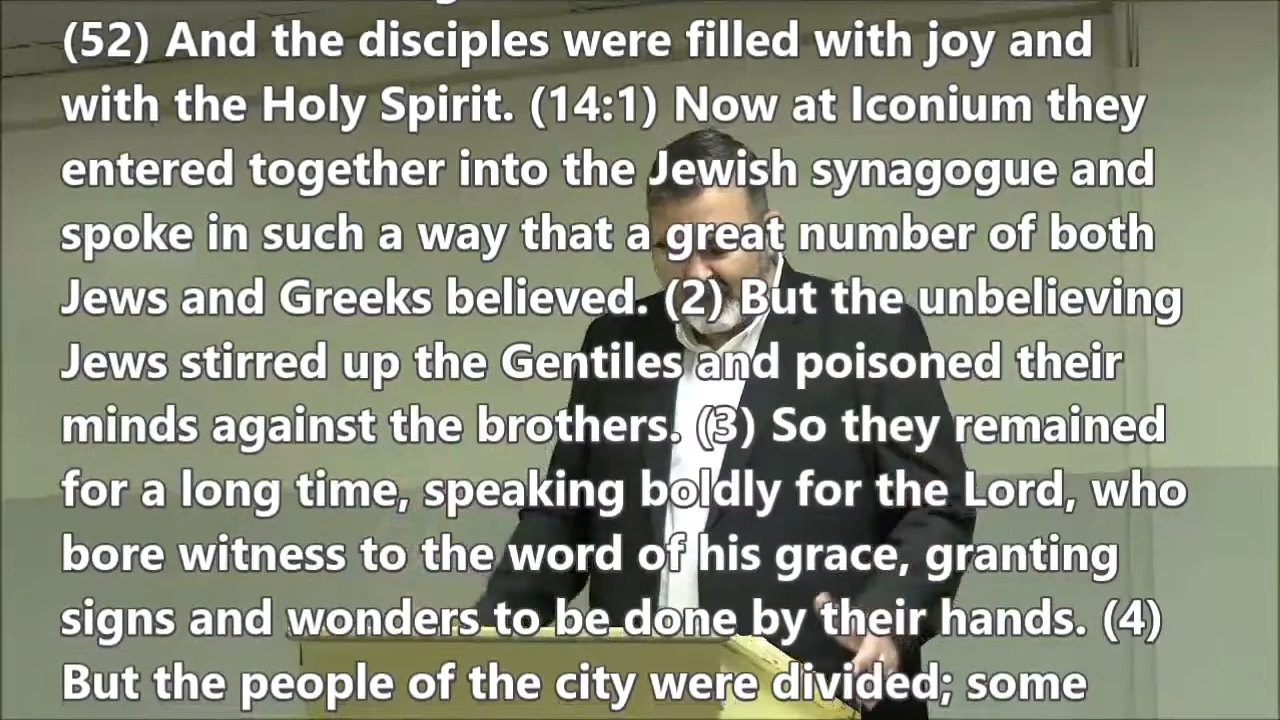 (52) And the disciples were filled with joy and
with the Holy Spirit. (14:1) Now at Iconium they
entered together into the Jewish synagogue and
spoke in such a way that a great number of both
Jews and Greeks believed. (2) But the unbelieving
Jews stirred up the Gentiles and poisoned their
minds against the brothers. (3) So they remained
for a long time, speaking boldly for the Lord, who
bore witness to the word of his grace, granting
signs and wonders to be done by their hands. (4)
But the people of the city were divided; some